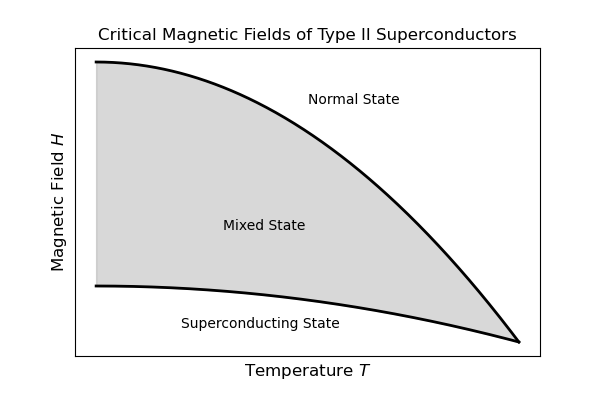 Critical Magnetic Fields of Type II Superconductors
Normal State
Magnetic Field H
Mixed State
Superconducting State
Temperature T